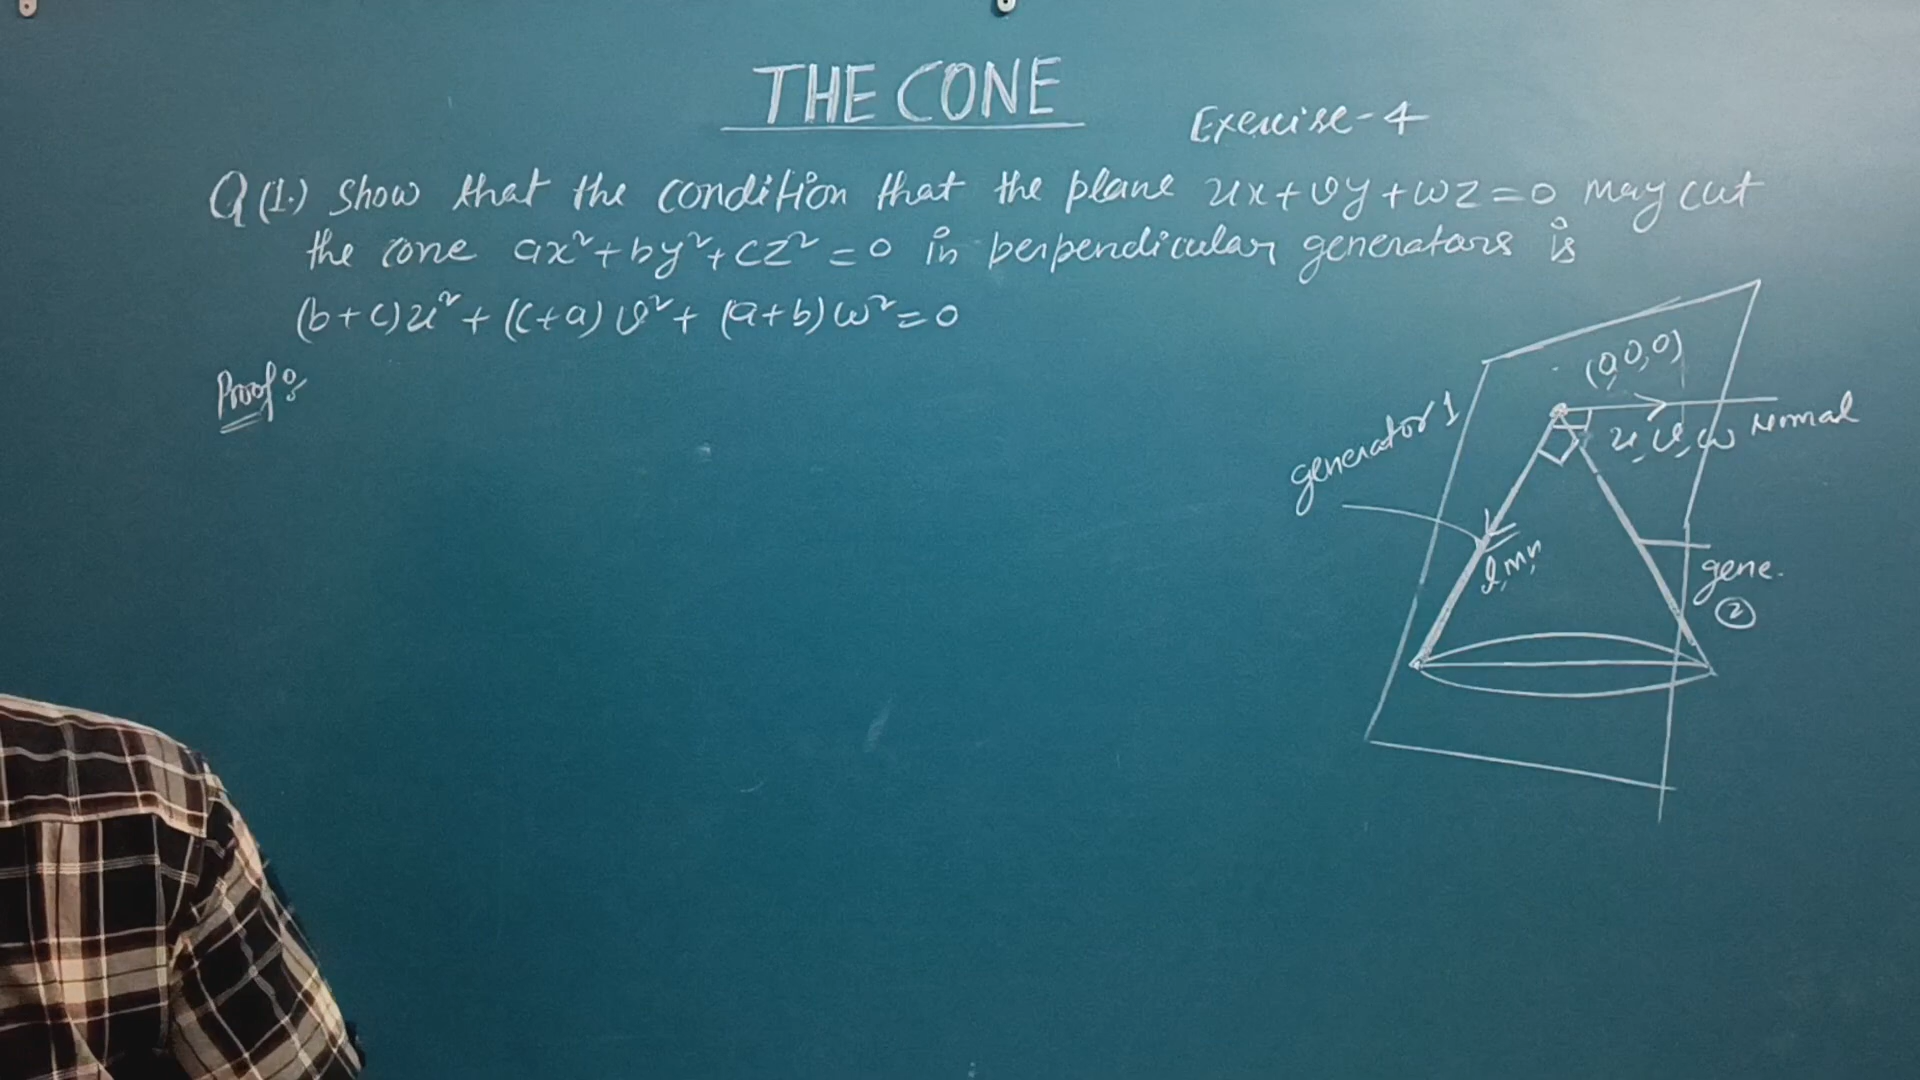 THE CONE
Exercise-4
Q(1.) Show that the condition that the plane ux+vy+wz=0 may cut
the cone ax²+by²+cz²=0 in perpendicular generators is
(b+c)u²+(c+a)v²+(a+b)w²=0
Proof:
(0,0,0)
generator 1
u,v,w Normal
l,m,n
gene.
②